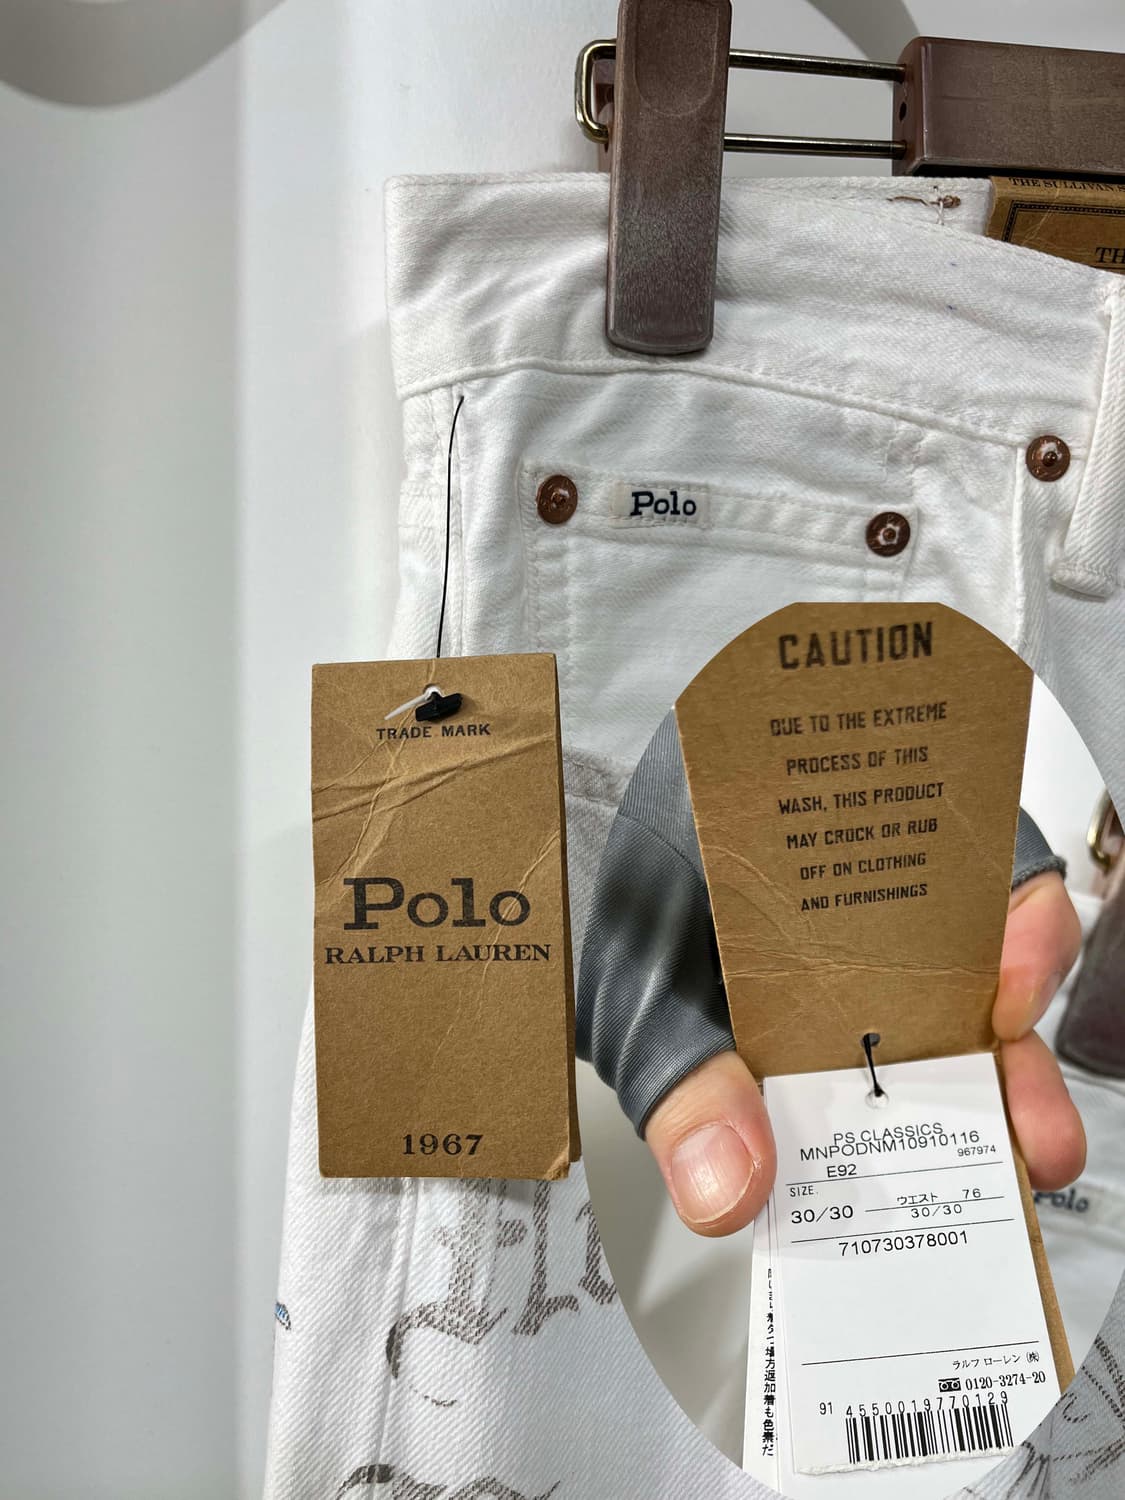 THE SULLIVAN
TH
Polo
TRADE MARK
Polo
RALPH LAUREN
1967
CAUTION
DUE TO THE EXTREME
PROCESS OF THIS
WASH, THIS PRODUCT
MAY CROCK OR RUB
OFF ON CLOTHING
AND FURNISHINGS
PS CLASSICS
MNPODNM10910116
E92 967974
SIZE.
30/30 ウエスト 76
30/30
710730378001
Polo
ラルフ ローレン ㈱
0120-3274-20
91 4550019770129